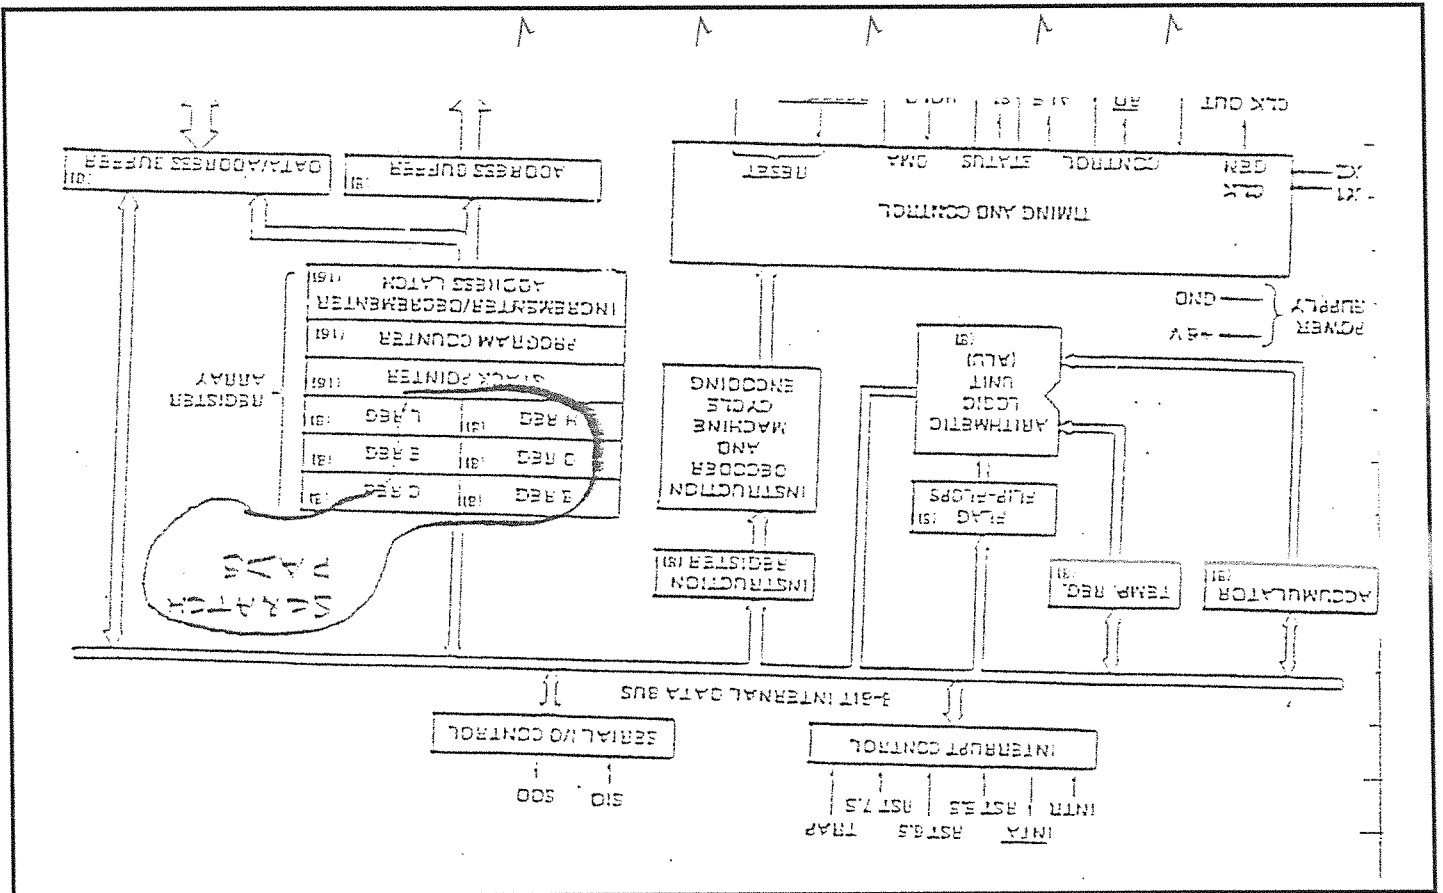 INTA RST 6.5 TRAP
INTR RST 5.5 RST 7.5
SID SOD
INTERRUPT CONTROL
SERIAL I/O CONTROL
8-BIT INTERNAL DATA BUS
ACCUMULATOR
(8)
TEMP. REG.
(8)
INSTRUCTION
REGISTER (8)
SCRATCH
PADS
FLAG (5)
FLIP-FLOPS
ARITHMETIC
LOGIC
UNIT
(ALU)
(8)
INSTRUCTION
DECODER
AND
MACHINE
CYCLE
ENCODING
B REG (8) C REG (8)
D REG (8) E REG (8)
H REG (8) L REG (8)
STACK POINTER (16)
PROGRAM COUNTER (16)
INCREMENTER/DECREMENTER
ADDRESS LATCH (16)
REGISTER
ARRAY
POWER
SUPPLY
+5V
GND
TIMING AND CONTROL
X1
X2
CLK
GEN
CONTROL
STATUS
DMA
RESET
ADDRESS BUFFER (8)
DATA/ADDRESS BUFFER (8)
CLK OUT
RD
ALE